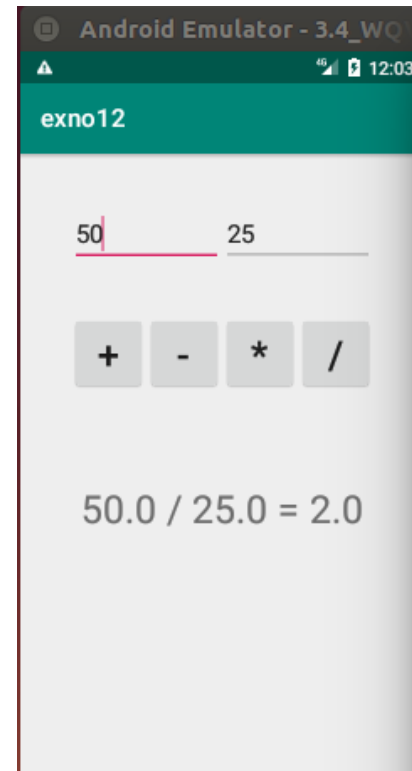 Android Emulator - 3.4_WQ
12:03
exno12
50 25
+ - * /
50.0 / 25.0 = 2.0